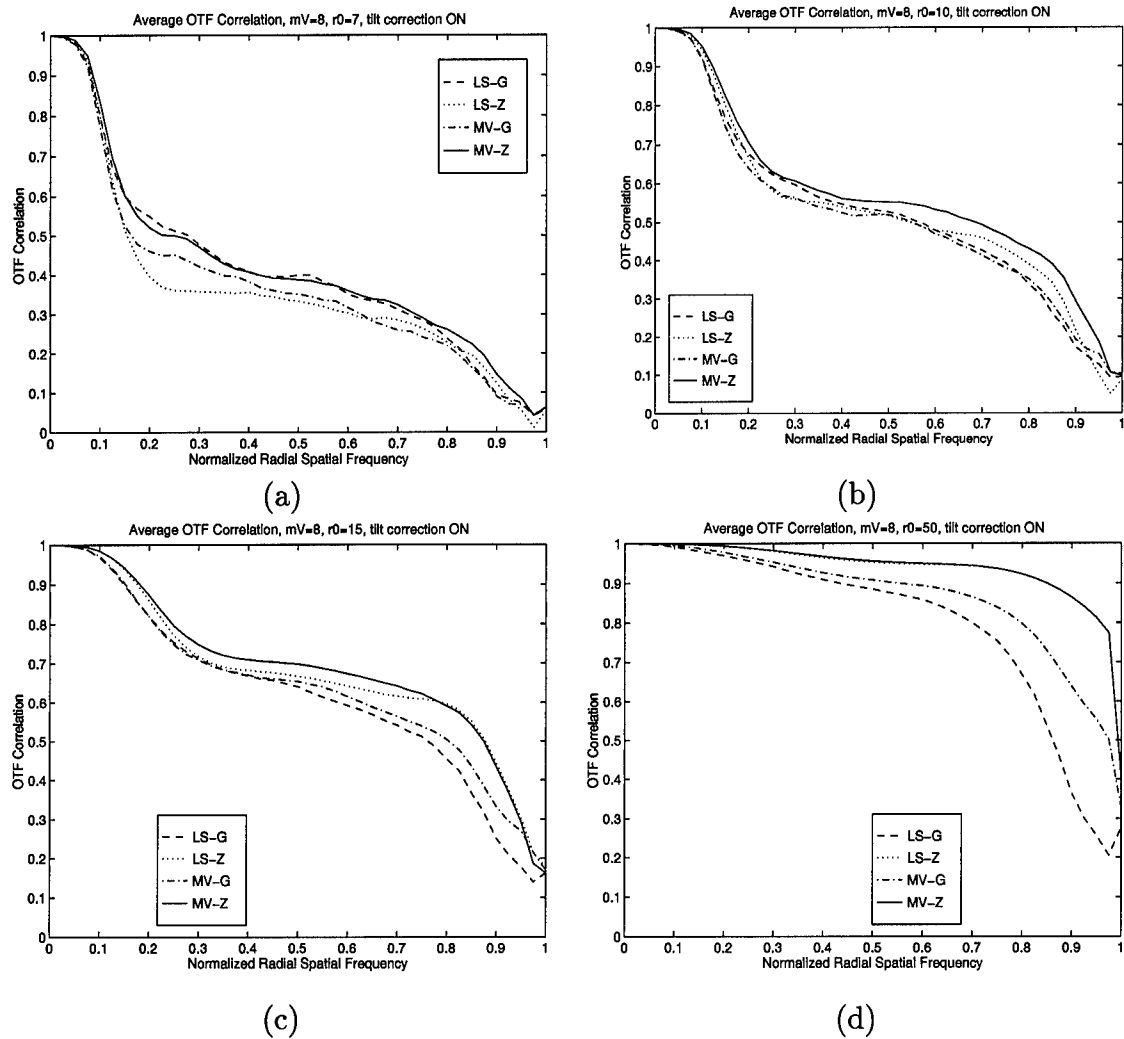 Average OTF Correlation, mV=8, r0=7, tilt correction ON
1
0.9
0.8
0.7
0.6
0.5
0.4
0.3
0.2
0.1
0
OTF Correlation
LS-G
LS-Z
MV-G
MV-Z
0.1 0.2 0.3 0.4 0.5 0.6 0.7 0.8 0.9 1
Normalized Radial Spatial Frequency
(a)
Average OTF Correlation, mV=8, r0=10, tilt correction ON
1
0.9
0.8
0.7
0.6
0.5
0.4
0.3
0.2
0.1
0
OTF Correlation
LS-G
LS-Z
MV-G
MV-Z
0 0.1 0.2 0.3 0.4 0.5 0.6 0.7 0.8 0.9 1
Normalized Radial Spatial Frequency
(b)
Average OTF Correlation, mV=8, r0=15, tilt correction ON
1
0.9
0.8
0.7
0.6
0.5
0.4
0.3
0.2
0.1
0
OTF Correlation
LS-G
LS-Z
MV-G
MV-Z
0 0.1 0.2 0.3 0.4 0.5 0.6 0.7 0.8 0.9 1
Normalized Radial Spatial Frequency
(c)
Average OTF Correlation, mV=8, r0=50, tilt correction ON
1
0.9
0.8
0.7
0.6
0.5
0.4
0.3
0.2
0.1
0
OTF Correlation
LS-G
LS-Z
MV-G
MV-Z
0 0.1 0.2 0.3 0.4 0.5 0.6 0.7 0.8 0.9 1
Normalized Radial Spatial Frequency
(d)